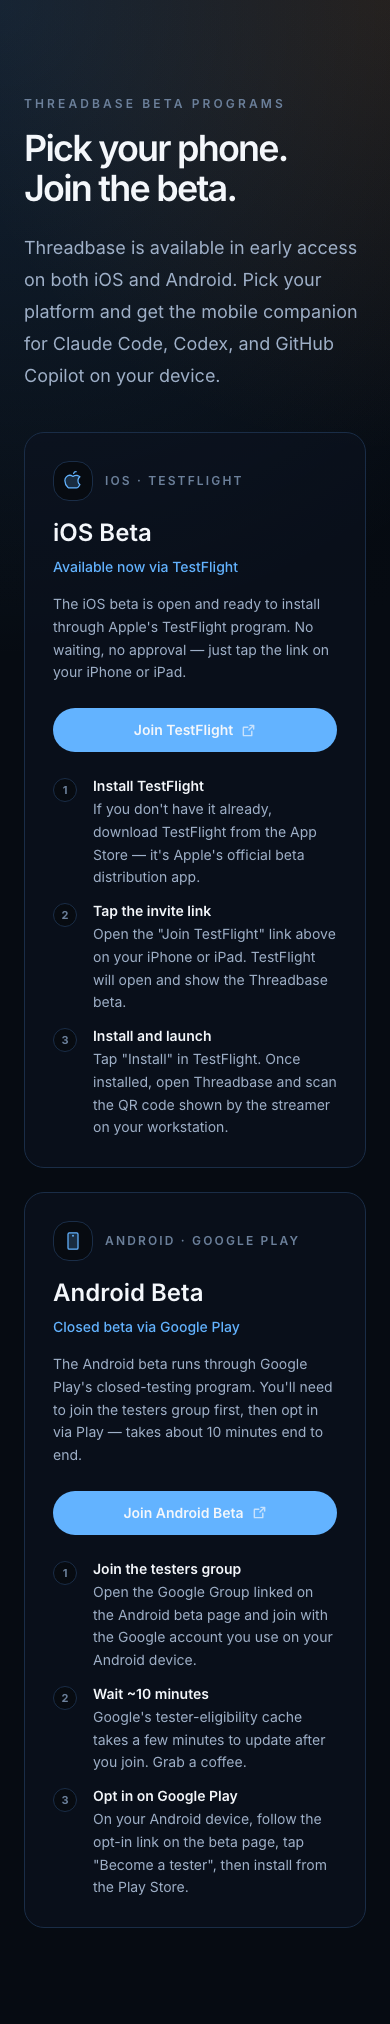 THREADBASE BETA PROGRAMS
Pick your phone.
Join the beta.
Threadbase is available in early access
on both iOS and Android. Pick your
platform and get the mobile companion
for Claude Code, Codex, and GitHub
Copilot on your device.
IOS · TESTFLIGHT
iOS Beta
Available now via TestFlight
The iOS beta is open and ready to install
through Apple's TestFlight program. No
waiting, no approval — just tap the link on
your iPhone or iPad.
Join TestFlight
1
Install TestFlight
If you don't have it already,
download TestFlight from the App
Store — it's Apple's official beta
distribution app.
2
Tap the invite link
Open the "Join TestFlight" link above
on your iPhone or iPad. TestFlight
will open and show the Threadbase
beta.
3
Install and launch
Tap "Install" in TestFlight. Once
installed, open Threadbase and scan
the QR code shown by the streamer
on your workstation.
ANDROID · GOOGLE PLAY
Android Beta
Closed beta via Google Play
The Android beta runs through Google
Play's closed-testing program. You'll need
to join the testers group first, then opt in
via Play — takes about 10 minutes end to
end.
Join Android Beta
1
Join the testers group
Open the Google Group linked on
the Android beta page and join with
the Google account you use on your
Android device.
2
Wait ~10 minutes
Google's tester-eligibility cache
takes a few minutes to update after
you join. Grab a coffee.
3
Opt in on Google Play
On your Android device, follow the
opt-in link on the beta page, tap
"Become a tester", then install from
the Play Store.